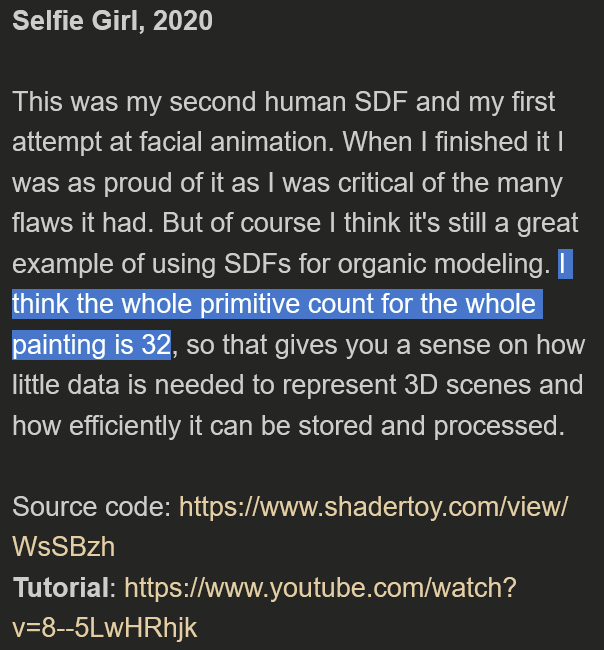 Selfie Girl, 2020
This was my second human SDF and my first
attempt at facial animation. When I finished it I
was as proud of it as I was critical of the many
flaws it had. But of course I think it's still a great
example of using SDFs for organic modeling. I
think the whole primitive count for the whole
painting is 32, so that gives you a sense on how
little data is needed to represent 3D scenes and
how efficiently it can be stored and processed.
Source code: https://www.shadertoy.com/view/
WsSBzh
Tutorial: https://www.youtube.com/watch?
v=8--5LwHRhjk